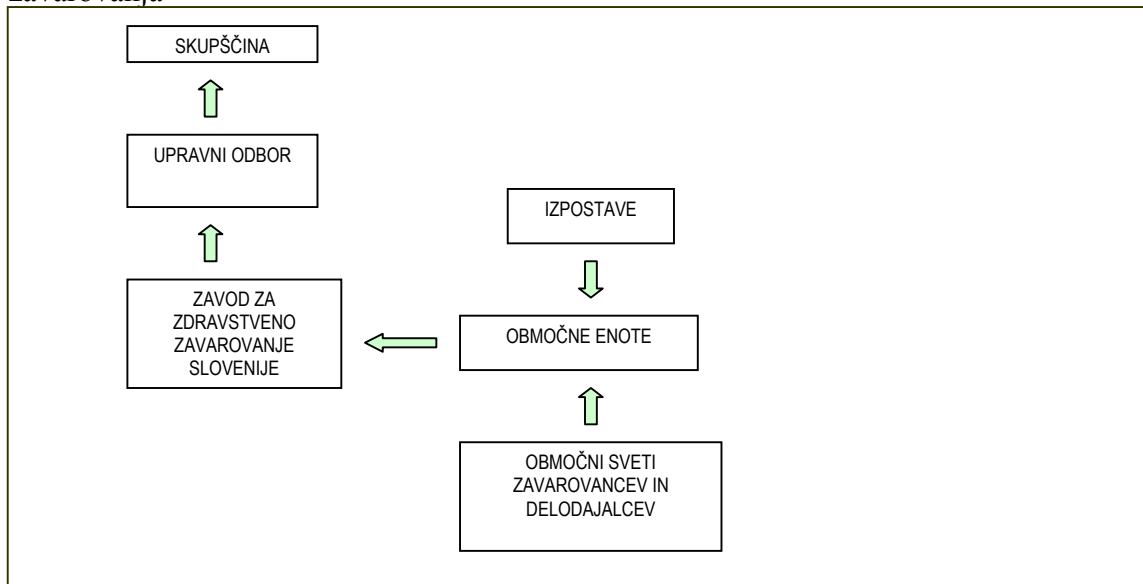 SKUPŠČINA
UPRAVNI ODBOR
IZPOSTAVE
ZAVOD ZA
ZDRAVSTVENO
ZAVAROVANJE
SLOVENIJE
OBMOČNE ENOTE
OBMOČNI SVETI
ZAVAROVANCEV IN
DELODAJALCEV